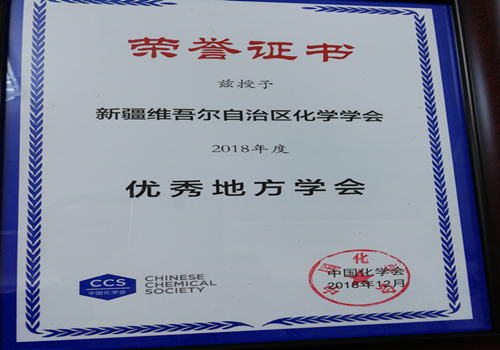 荣誉证书
兹授予
新疆维吾尔自治区化学学会
2018年度
优秀地方学会
CCS
中国化学会
CHINESE
CHEMICAL
SOCIETY
中国化学会
2018年12月